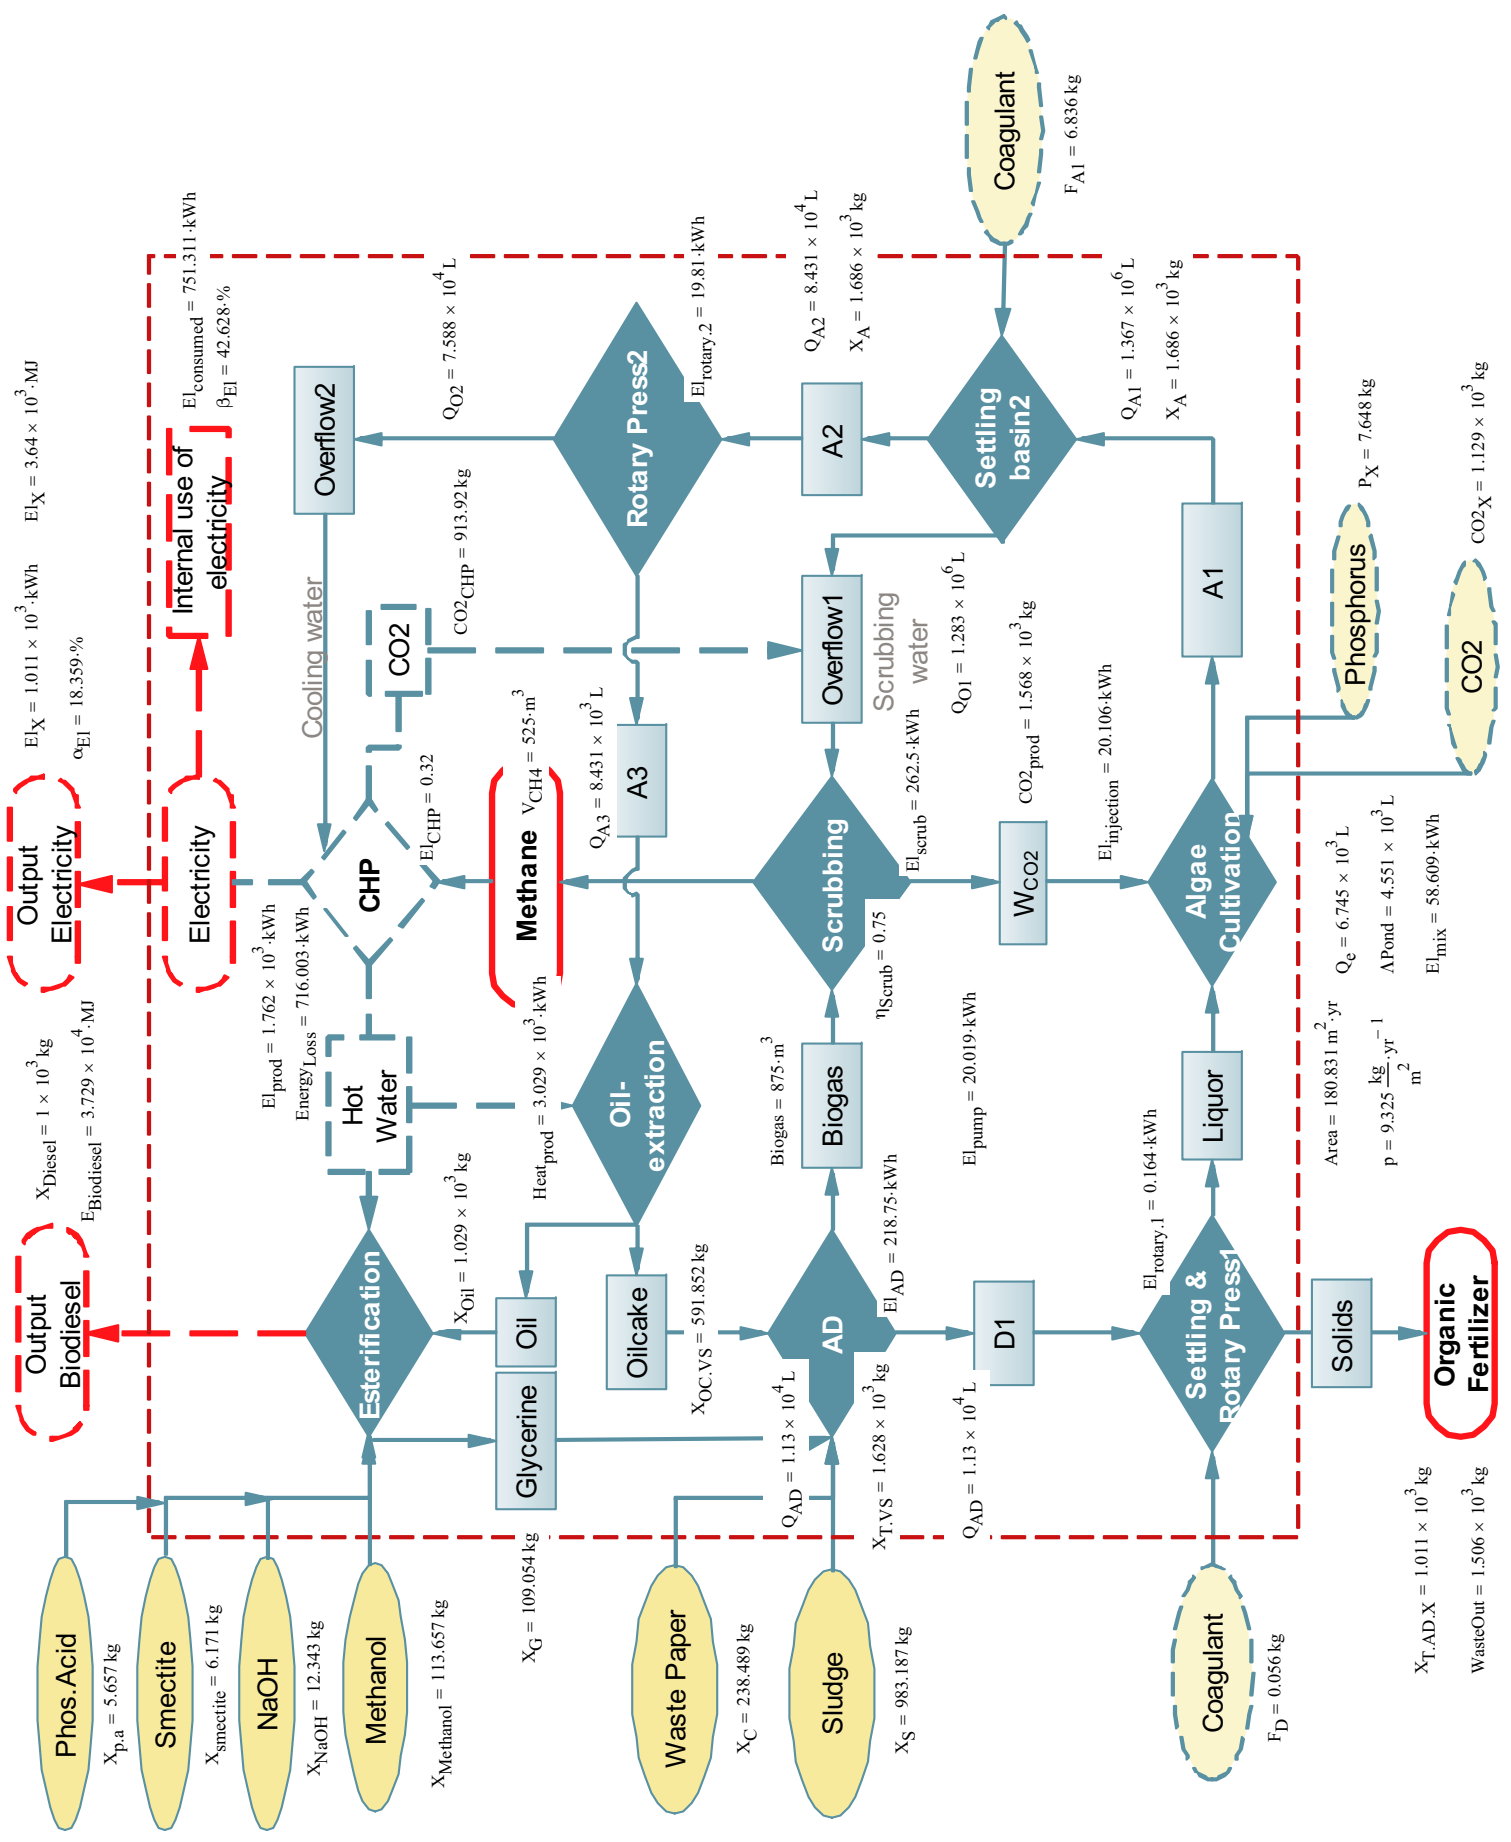 Phos.Acid
X_p.a = 5.657 kg
Smectite
X_smectite = 6.171 kg
NaOH
X_NaOH = 12.343 kg
Methanol
X_Methanol = 113.657 kg
X_G = 109.054 kg
Waste Paper
X_C = 238.489 kg
Sludge
X_S = 983.187 kg
Coagulant
F_D = 0.056 kg
X_T.AD.X = 1.011 × 10^3 kg
WasteOut = 1.506 × 10^3 kg
Output
Biodiesel
X_Diesel = 1 × 10^3 kg
E_Biodiesel = 3.729 × 10^4·MJ
Esterification
Glycerine
Oil
X_Oil = 1.029 × 10^3 kg
Oilcake
X_OC.VS = 591.852 kg
Q_AD = 1.13 × 10^4 L
AD
X_T.VS = 1.628 × 10^3 kg
El_AD = 218.75·kWh
Q_AD = 1.13 × 10^4 L
D1
Settling &
Rotary Press1
El_rotary.1 = 0.164·kWh
Solids
Organic
Fertilizer
Hot
Water
El_prod = 1.762 × 10^3·kWh
Energy_Loss = 716.003·kWh
Heat_prod = 3.029 × 10^3·kWh
Oil-
extraction
Biogas = 875·m^3
Biogas
El_pump = 20.019·kWh
Liquor
Area = 180.831 m^2·yr
p = 9.325 kg/m^2·yr^−1
Output
Electricity
El_X = 1.011 × 10^3·kWh
El_X = 3.64 × 10^3·MJ
α_El = 18.359·%
Electricity
CHP
El_CHP = 0.32
Methane
V_CH4 = 525·m^3
Q_A3 = 8.431 × 10^3 L
A3
Scrubbing
η_Scrub = 0.75
El_scrub = 262.5·kWh
W_CO2
CO2_prod = 1.568 × 10^3 kg
El_injection = 20.106·kWh
Algae
Cultivation
Q_e = 6.745 × 10^3 L
ΛPond = 4.551 × 10^3 L
El_mix = 58.609·kWh
Internal use of
electricity
El_consumed = 751.311·kWh
β_El = 42.628·%
Cooling water
Overflow2
CO2
CO2_CHP = 913.92 kg
Q_O2 = 7.588 × 10^4 L
Rotary Press2
El_rotary.2 = 19.81·kWh
Overflow1
Scrubbing
water
Q_O1 = 1.283 × 10^6 L
A2
Q_A2 = 8.431 × 10^4 L
X_A = 1.686 × 10^3 kg
Settling
basin2
Coagulant
F_A1 = 6.836 kg
Q_A1 = 1.367 × 10^6 L
X_A = 1.686 × 10^3 kg
A1
Phosphorus
P_X = 7.648 kg
CO2
CO2_X = 1.129 × 10^3 kg